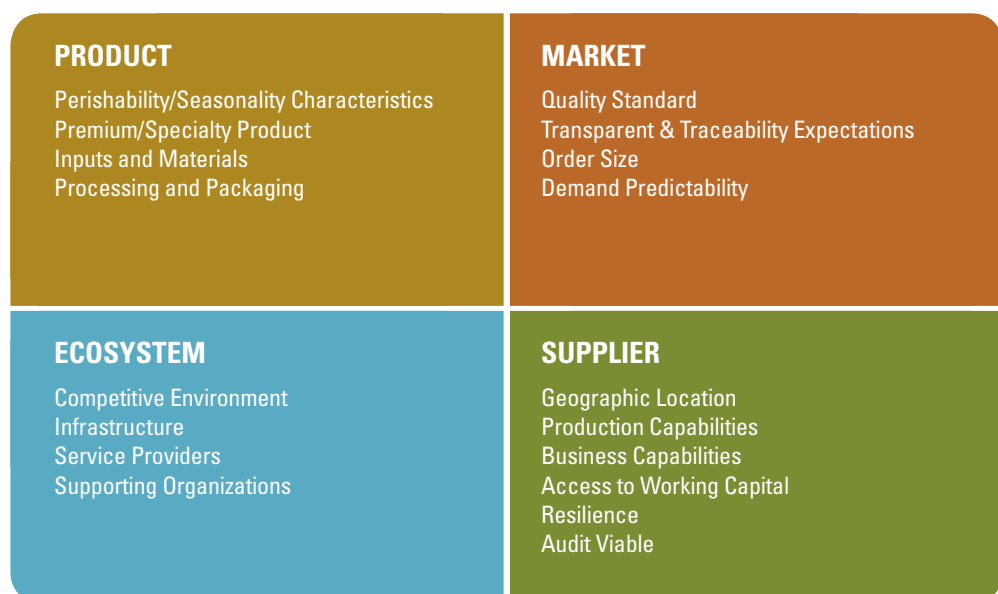 PRODUCT
Perishability/Seasonality Characteristics
Premium/Specialty Product
Inputs and Materials
Processing and Packaging
MARKET
Quality Standard
Transparent & Traceability Expectations
Order Size
Demand Predictability
ECOSYSTEM
Competitive Environment
Infrastructure
Service Providers
Supporting Organizations
SUPPLIER
Geographic Location
Production Capabilities
Business Capabilities
Access to Working Capital
Resilience
Audit Viable